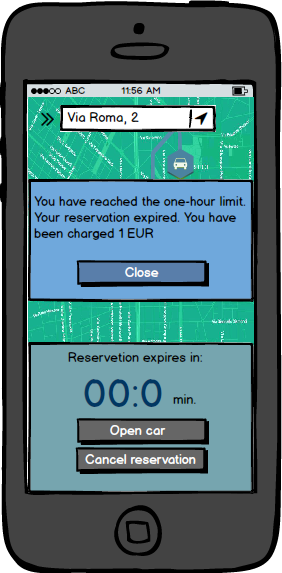 ABC 11:56 AM
Via Roma, 2
You have reached the one-hour limit.
Your reservation expired. You have
been charged 1 EUR
Close
Reservetion expires in:
00:0 min.
Open car
Cancel reservation